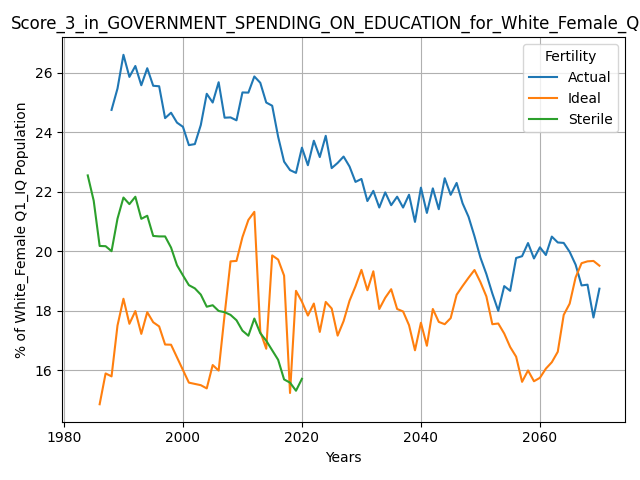 Score_3_in_GOVERNMENT_SPENDING_ON_EDUCATION_for_White_Female_Q
Fertility
Actual
Ideal
Sterile
% of White_Female Q1_IQ Population
26
24
22
20
18
16
1980
2000
2020
2040
2060
Years